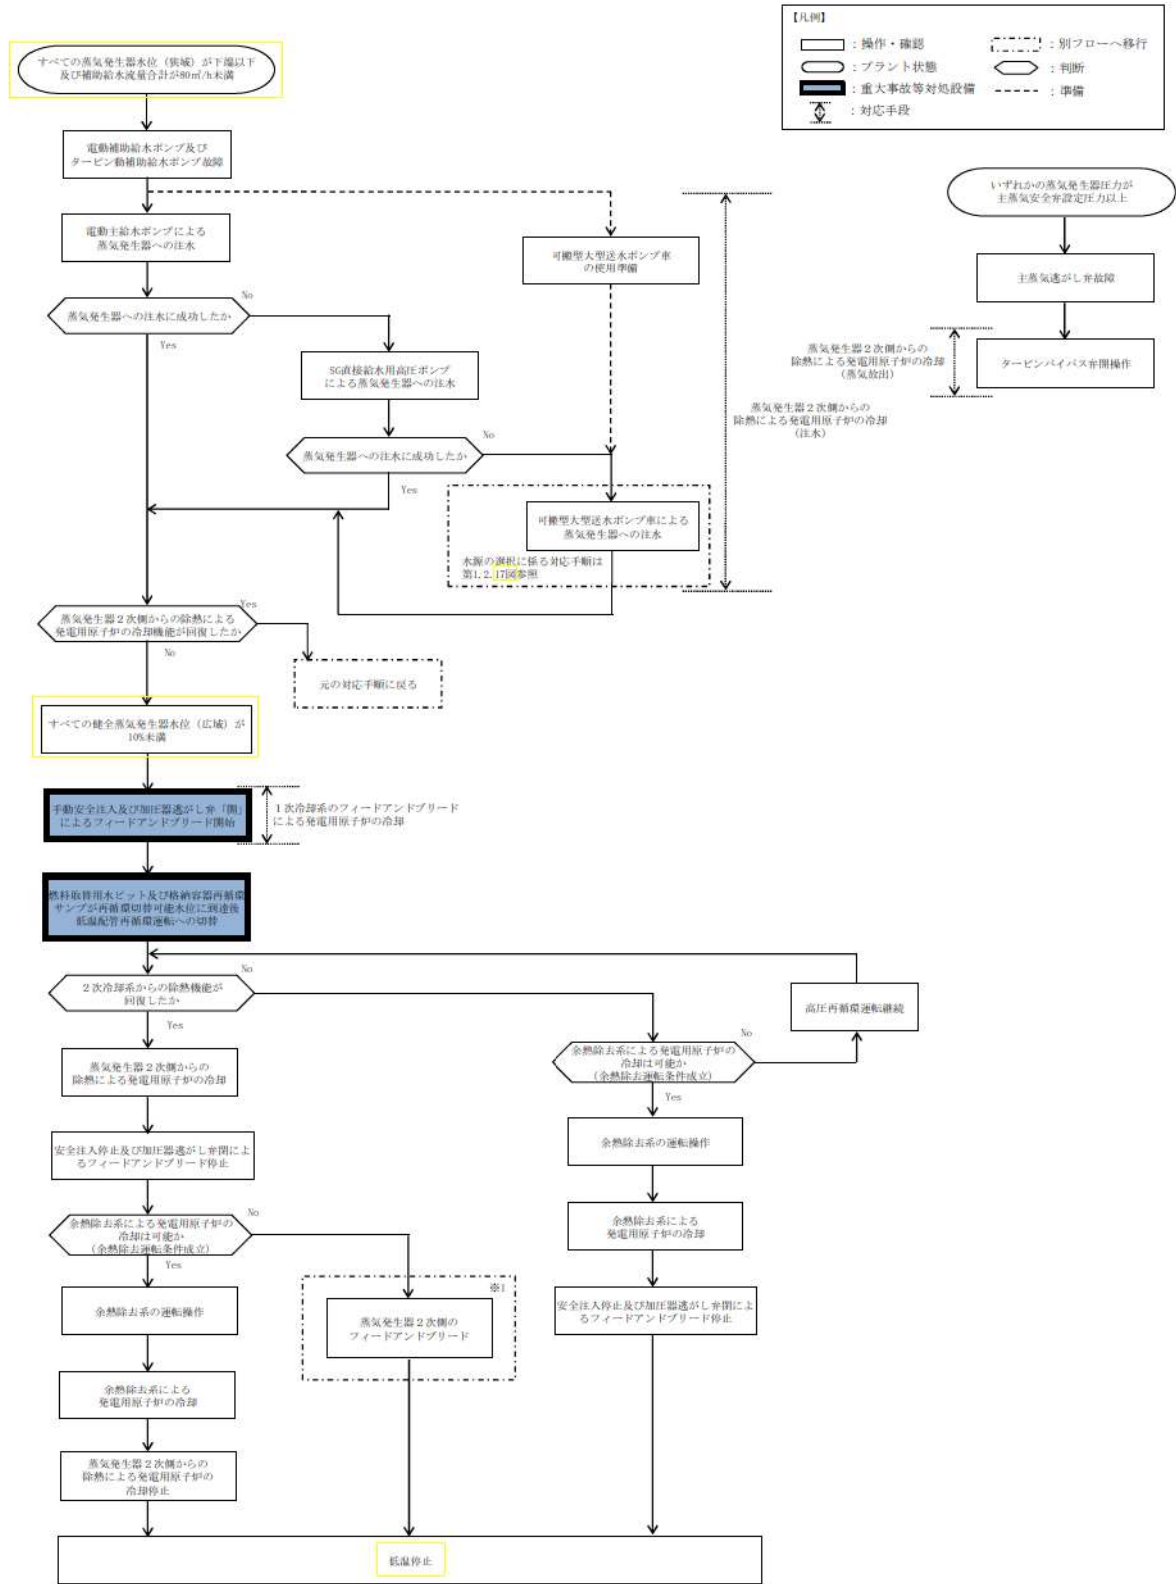 【凡例】
：操作・確認
：別フローへ移行
：プラント状態
：判断
：重大事故等対処設備
：準備
：対応手段
すべての蒸気発生器水位（狭域）が下端以下
及び補助給水流量合計が80㎥/h未満
電動補助給水ポンプ及び
タービン動補助給水ポンプ故障
電動主給水ポンプによる
蒸気発生器への注水
可搬型大型送水ポンプ車
の使用準備
蒸気発生器への注水に成功したか
No
Yes
SG直接給水用高圧ポンプ
による蒸気発生器への注水
蒸気発生器への注水に成功したか
No
Yes
可搬型大型送水ポンプ車による
蒸気発生器への注水
水源の選択に係る対応手順は
第1.2.17図参照
蒸気発生器２次側からの
除熱による発電用原子炉の冷却
（注水）
いずれかの蒸気発生器圧力が
主蒸気安全弁設定圧力以上
主蒸気逃がし弁故障
タービンバイパス弁開操作
蒸気発生器２次側からの
除熱による発電用原子炉の冷却
（蒸気放出）
蒸気発生器２次側からの除熱による
発電用原子炉の冷却機能が回復したか
Yes
No
元の対応手順に戻る
すべての健全蒸気発生器水位（広域）が
10%未満
手動安全注入及び加圧器逃がし弁「開」
によるフィードアンドブリード開始
１次冷却系のフィードアンドブリード
による発電用原子炉の冷却
燃料取替用水ピット及び格納容器再循環
サンプが再循環切替可能水位に到達後
低温配管再循環運転への切替
２次冷却系からの除熱機能が
回復したか
No
Yes
高圧再循環運転継続
余熱除去系による発電用原子炉の
冷却は可能か
（余熱除去運転条件成立）
No
Yes
蒸気発生器２次側からの
除熱による発電用原子炉の冷却
安全注入停止及び加圧器逃がし弁閉によ
るフィードアンドブリード停止
余熱除去系による発電用原子炉の
冷却は可能か
（余熱除去運転条件成立）
No
Yes
余熱除去系の運転操作
余熱除去系による
発電用原子炉の冷却
蒸気発生器２次側からの
除熱による発電用原子炉の
冷却停止
※1
蒸気発生器２次側の
フィードアンドブリード
余熱除去系の運転操作
余熱除去系による
発電用原子炉の冷却
安全注入停止及び加圧器逃がし弁閉によ
るフィードアンドブリード停止
低温停止